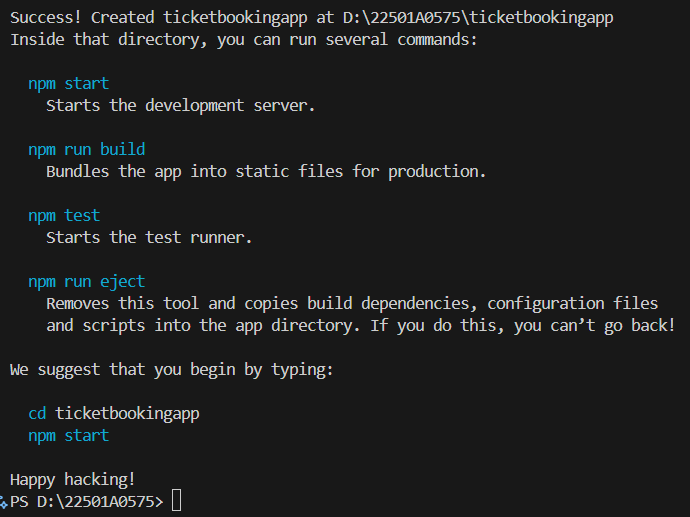 Success! Created ticketbookingapp at D:\22501A0575\ticketbookingapp
Inside that directory, you can run several commands:
npm start
Starts the development server.
npm run build
Bundles the app into static files for production.
npm test
Starts the test runner.
npm run eject
Removes this tool and copies build dependencies, configuration files
and scripts into the app directory. If you do this, you can’t go back!
We suggest that you begin by typing:
cd ticketbookingapp
npm start
Happy hacking!
PS D:\22501A0575>